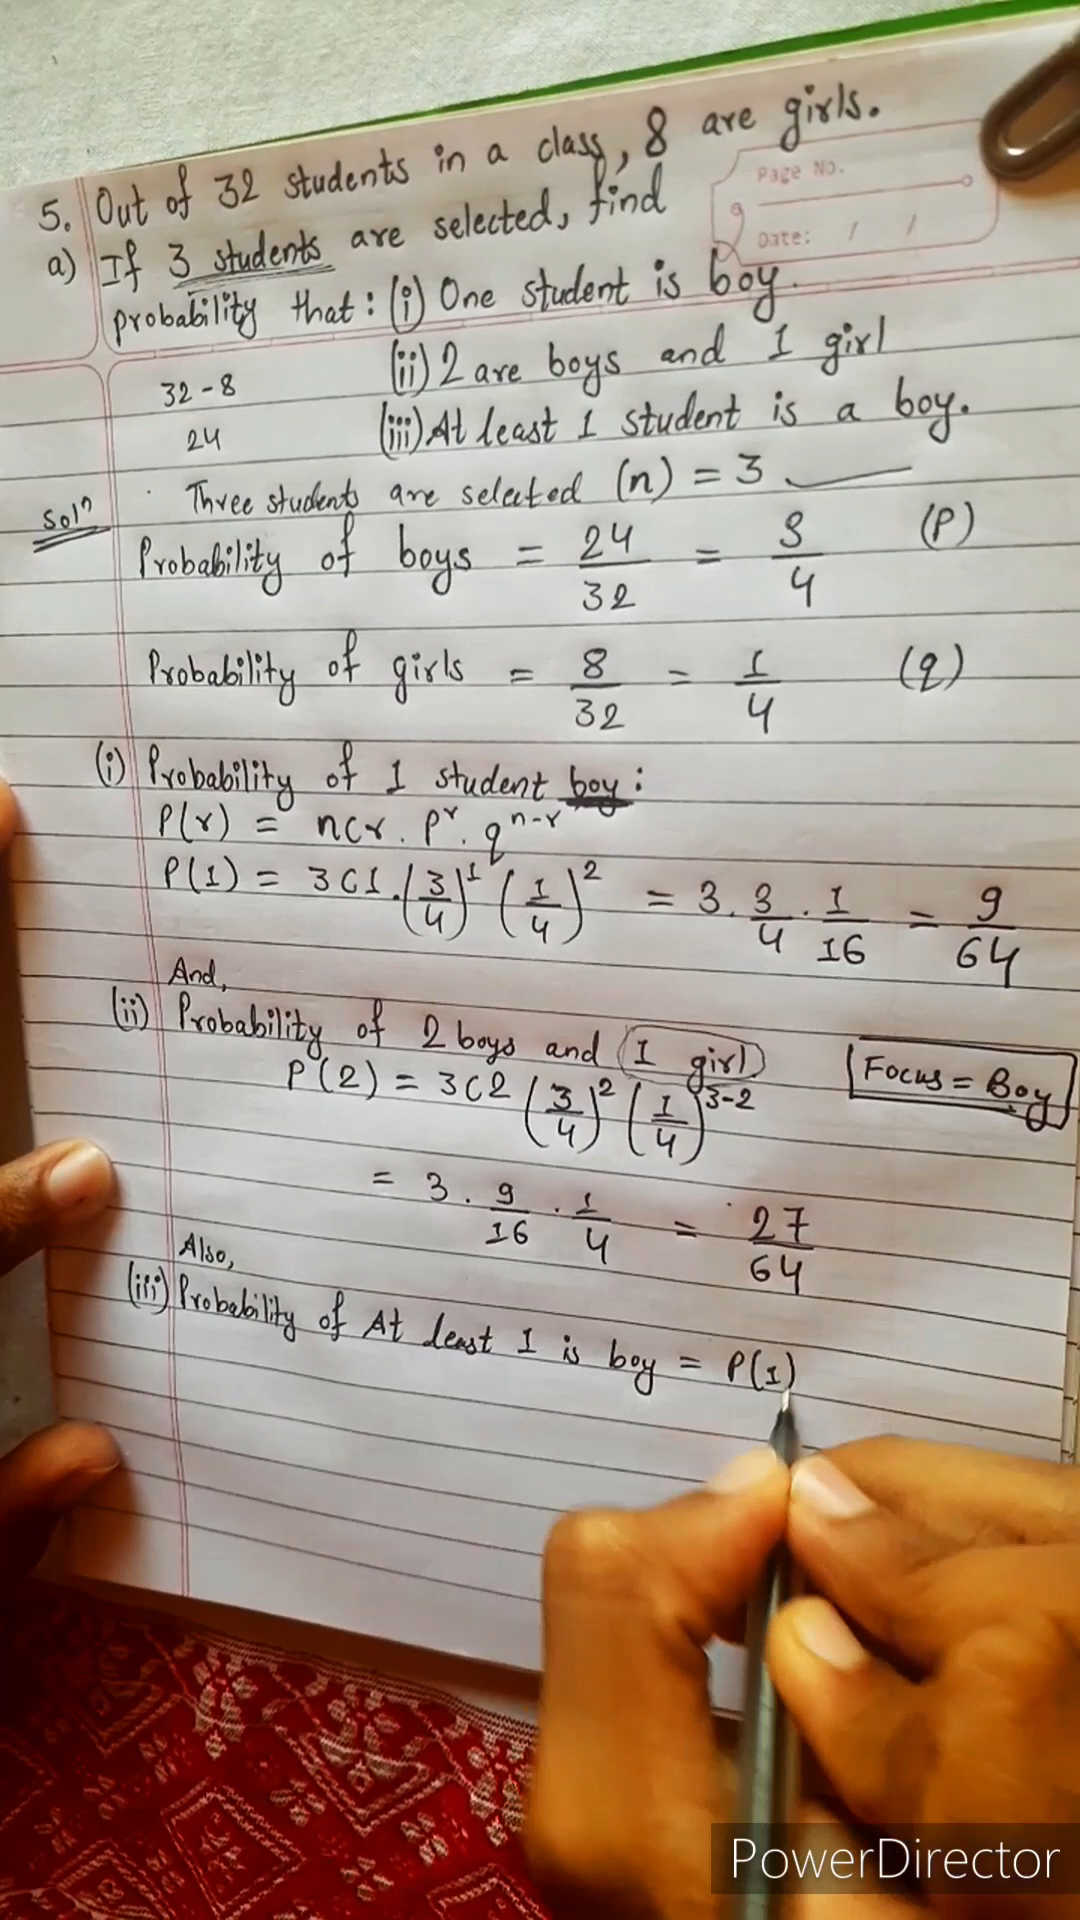 5. Out of 32 students in a class, 8 are girls.
Page No.
a) If 3 students are selected, find
Date: / /
probability that : (i) One student is boy.
32 - 8
(ii) 2 are boys and 1 girl
24
(iii) At least 1 student is a boy.
Solⁿ
Three students are selected (n) = 3
Probability of boys = 24/32 = 3/4 (P)
Probability of girls = 8/32 = 1/4 (q)
(i) Probability of 1 student boy :
P(r) = ncr . p^r . q^n-r
P(1) = 3C1 . (3/4)^1 (1/4)^2 = 3 . 3/4 . 1/16 = 9/64
And,
(ii) Probability of 2 boys and 1 girl
Focus = Boy
P(2) = 3C2 (3/4)^2 (1/4)^3-2
= 3 . 9/16 . 1/4 = 27/64
Also,
(iii) Probability of At least 1 is boy = P(1)
PowerDirector